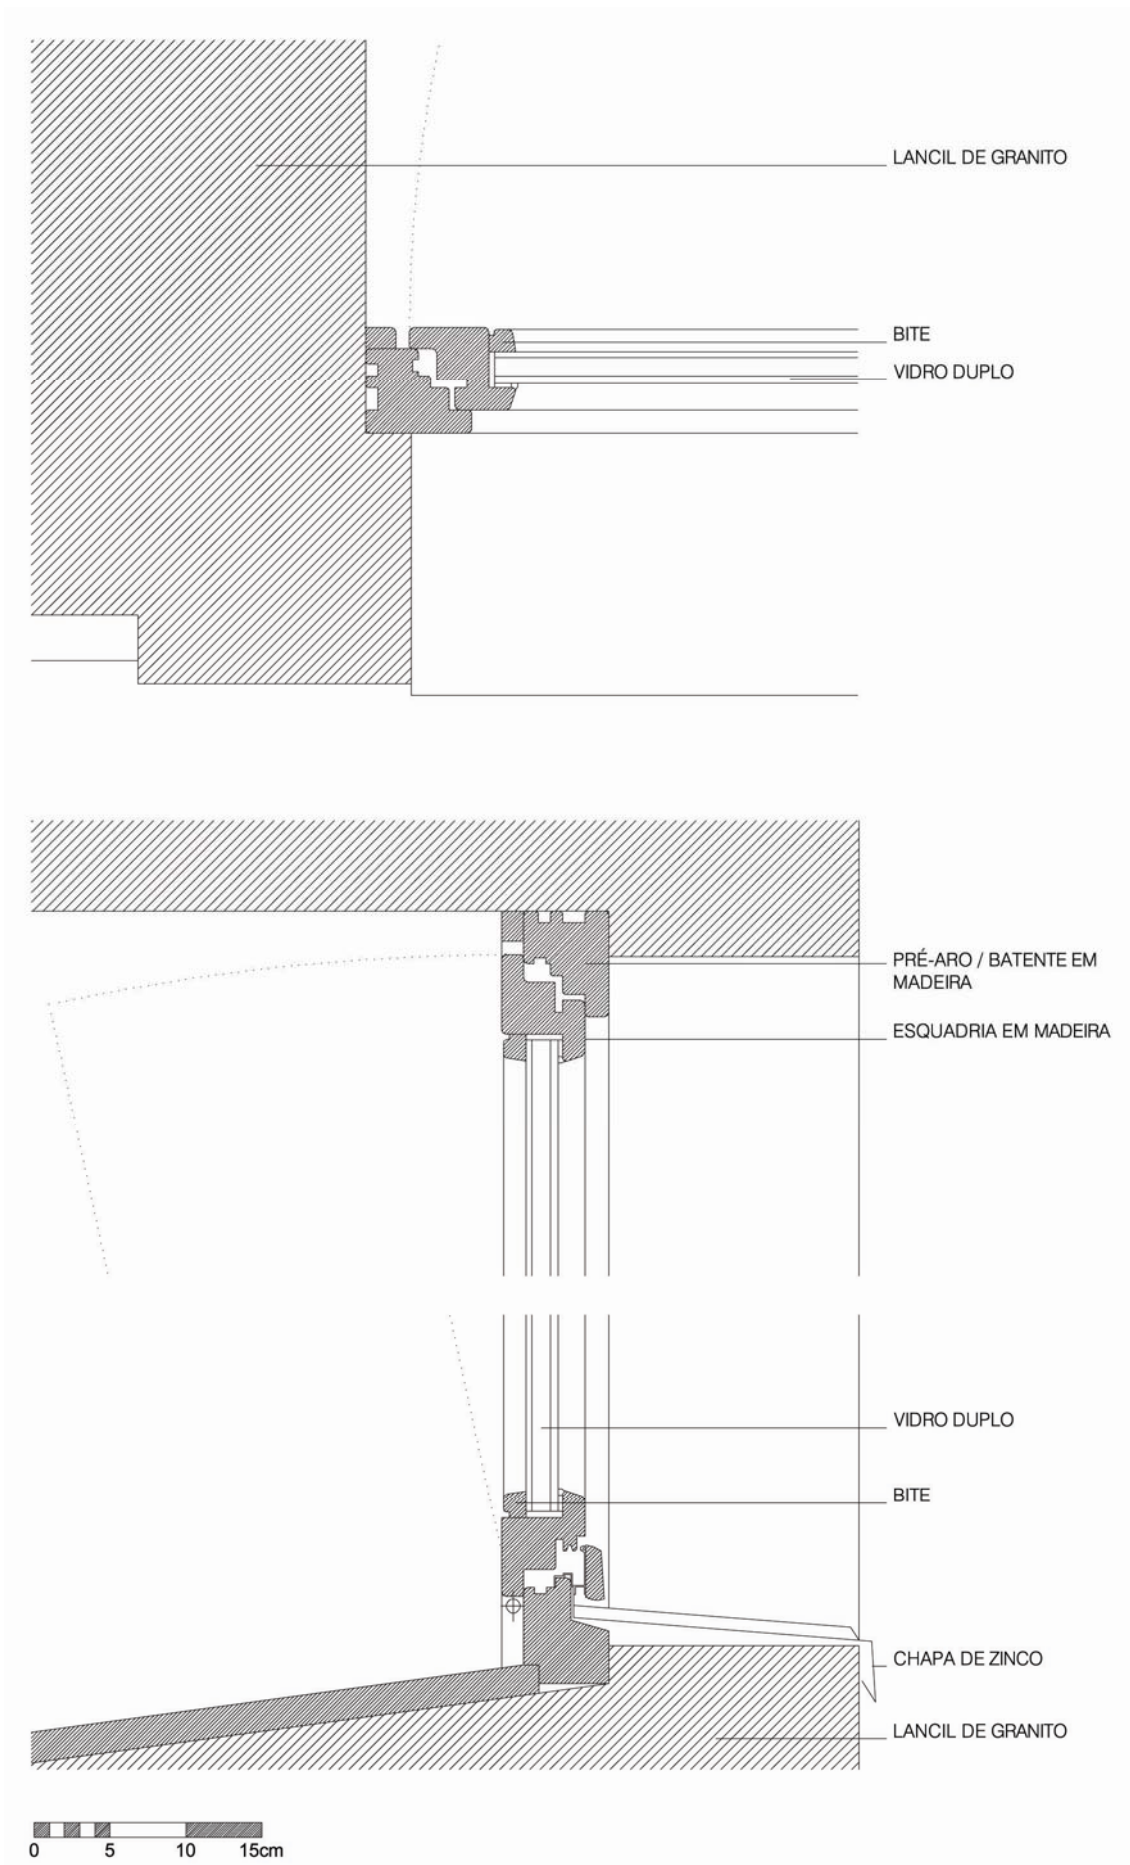 LANCIL DE GRANITO
BITE
VIDRO DUPLO
PRÉ-ARO / BATENTE EM
MADEIRA
ESQUADRIA EM MADEIRA
VIDRO DUPLO
BITE
CHAPA DE ZINCO
LANCIL DE GRANITO
0 5 10 15cm